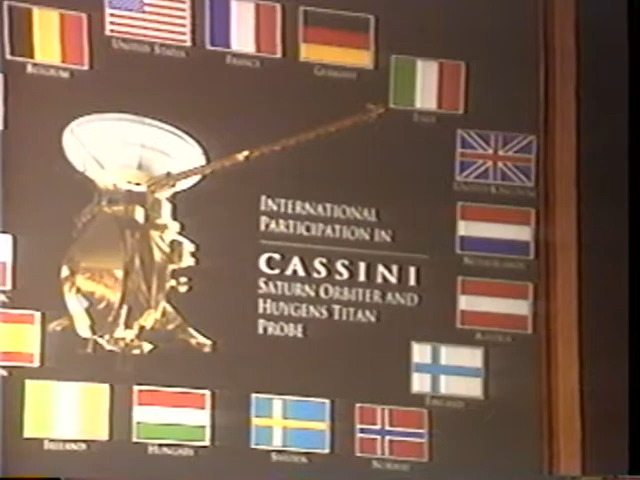 BELGIUM
UNITED STATES
FRANCE
GERMANY
ITALY
UNITED KINGDOM
INTERNATIONAL
PARTICIPATION IN
CASSINI
SATURN ORBITER AND
HUYGENS TITAN
PROBE
NETHERLANDS
AUSTRIA
FINLAND
IRELAND
HUNGARY
SWEDEN
NORWAY